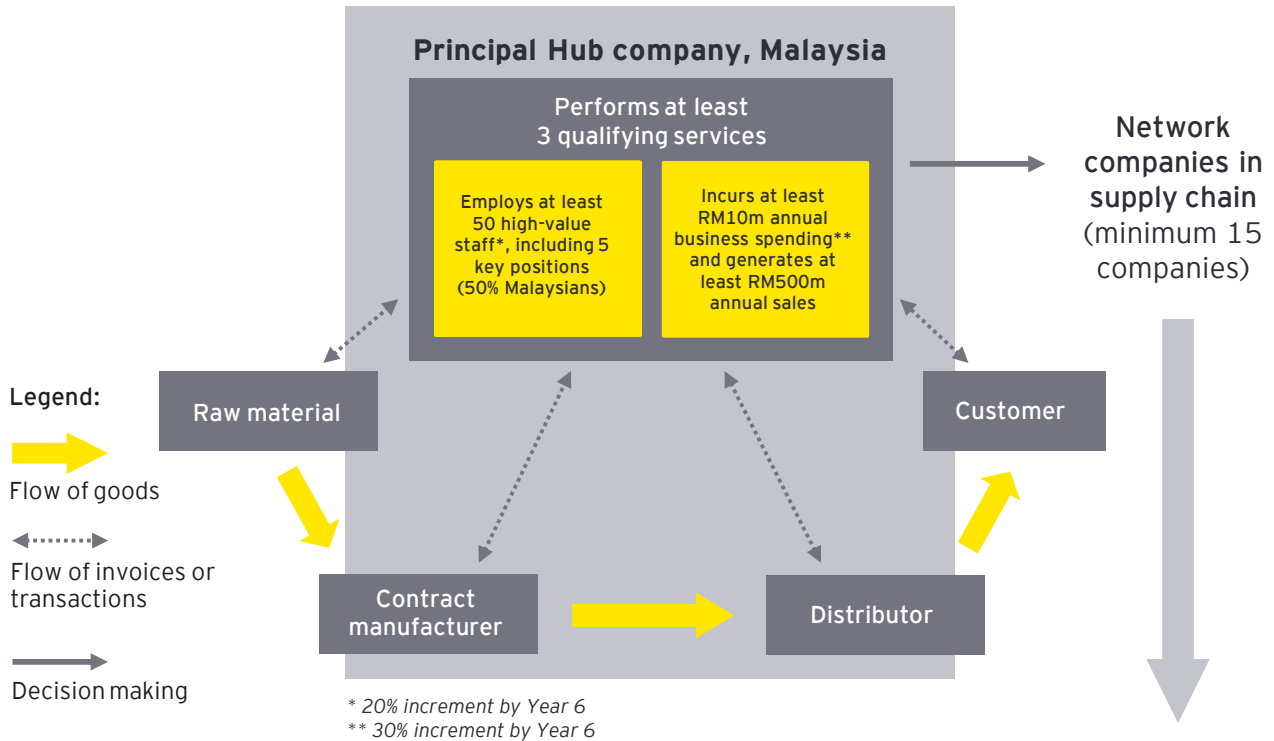 Principal Hub company, Malaysia
Performs at least
3 qualifying services
Employs at least
50 high-value
staff*, including 5
key positions
(50% Malaysians)
Incurs at least
RM10m annual
business spending**
and generates at
least RM500m
annual sales
Network
companies in
supply chain
(minimum 15
companies)
Raw material
Customer
Contract
manufacturer
Distributor
Legend:
Flow of goods
Flow of invoices or
transactions
Decision making
* 20% increment by Year 6
** 30% increment by Year 6